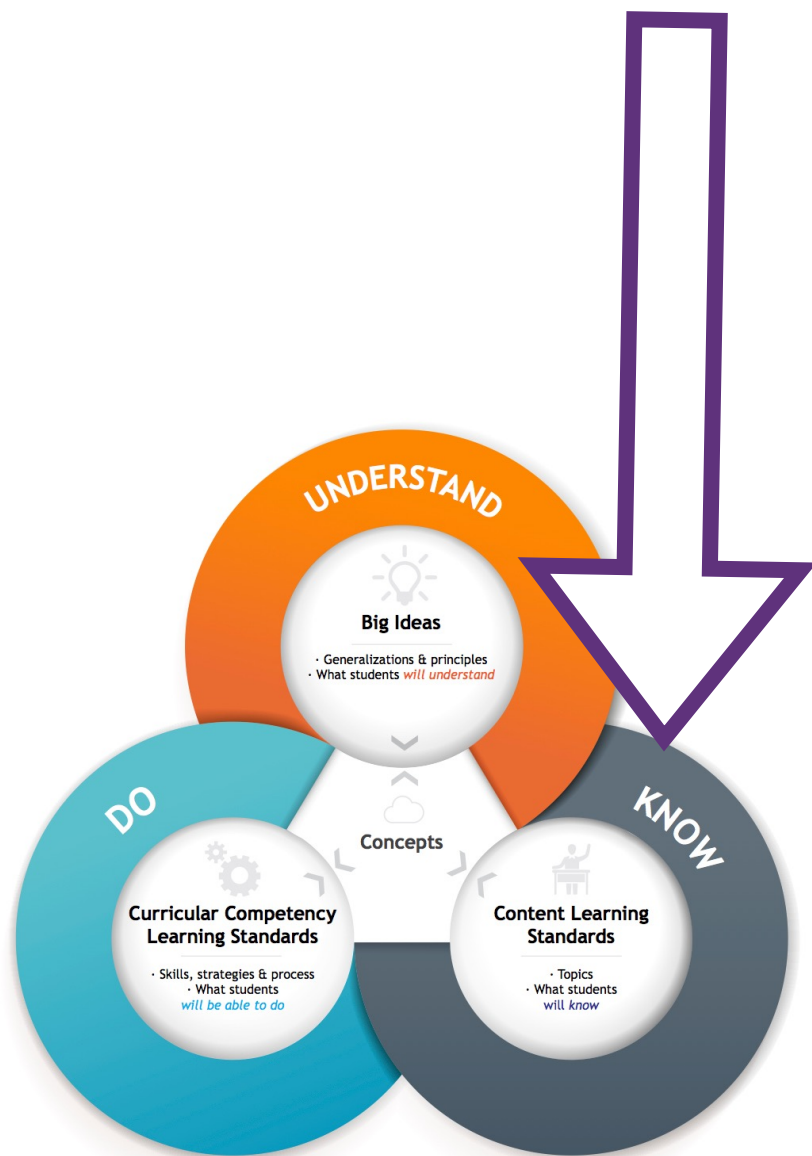 UNDERSTAND
Big Ideas
· Generalizations & principles
· What students will understand
DO
KNOW
Concepts
Curricular Competency
Learning Standards
· Skills, strategies & process
· What students
will be able to do
Content Learning
Standards
· Topics
· What students
will know